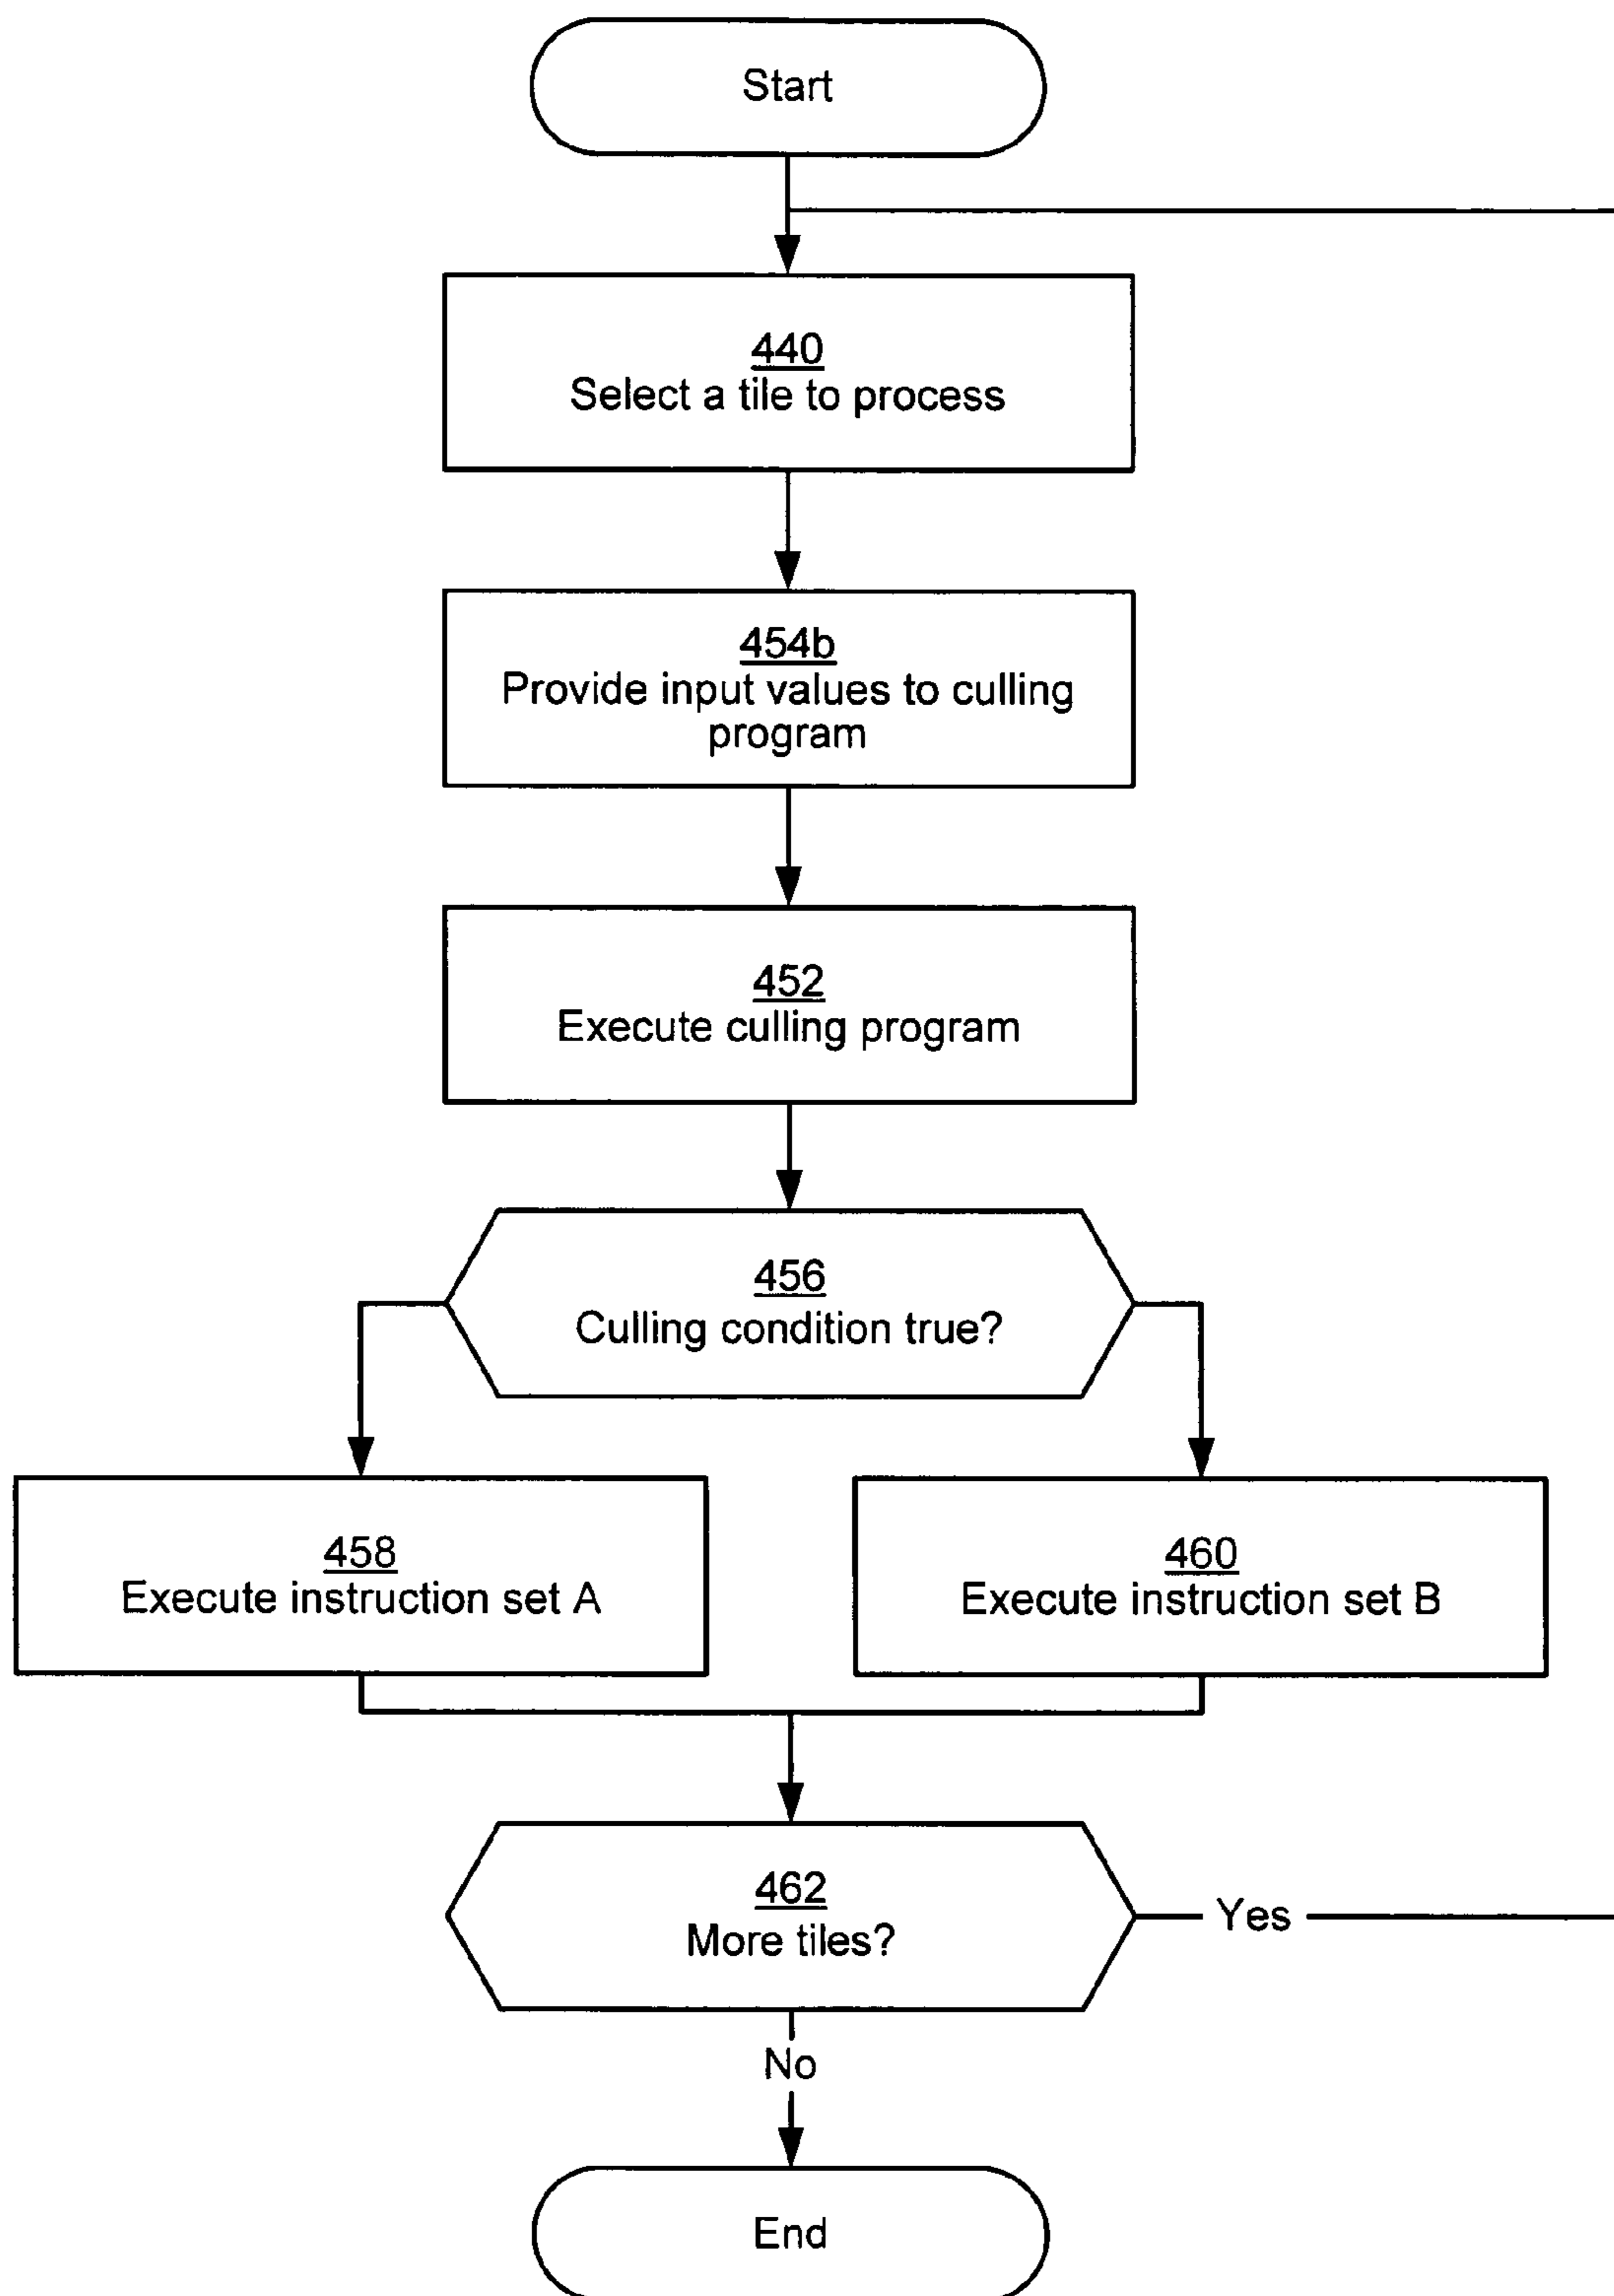 Start
440
Select a tile to process
454b
Provide input values to culling
program
452
Execute culling program
456
Culling condition true?
458
Execute instruction set A
460
Execute instruction set B
462
More tiles?
Yes
No
End